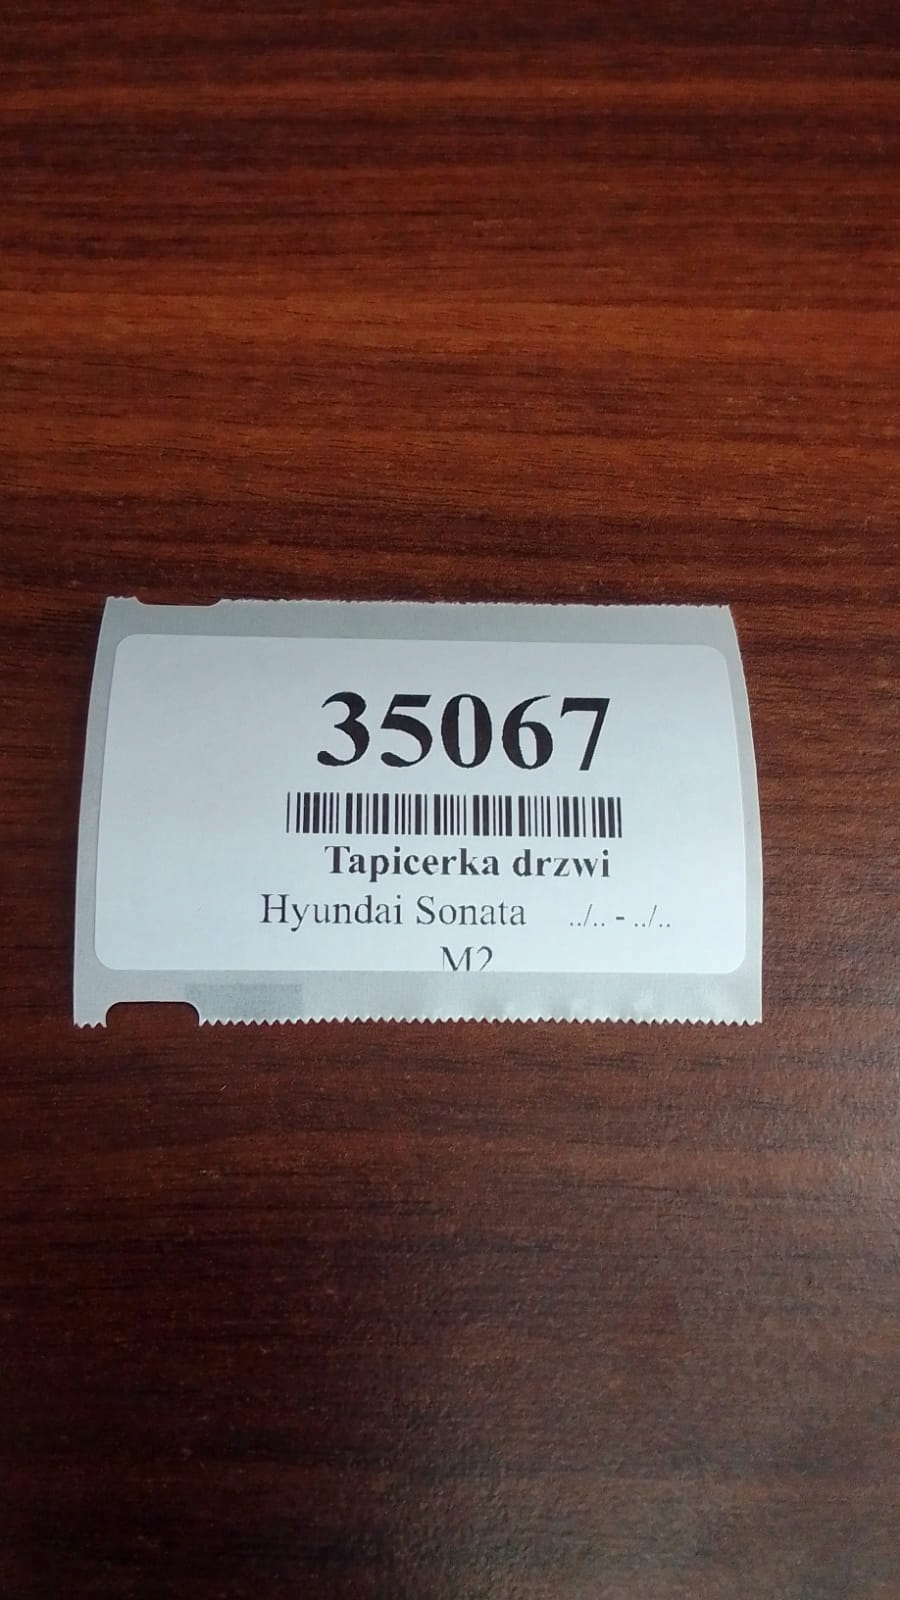 35067
Tapicerka drzwi
Hyundai Sonata ../.. - ../..
M2